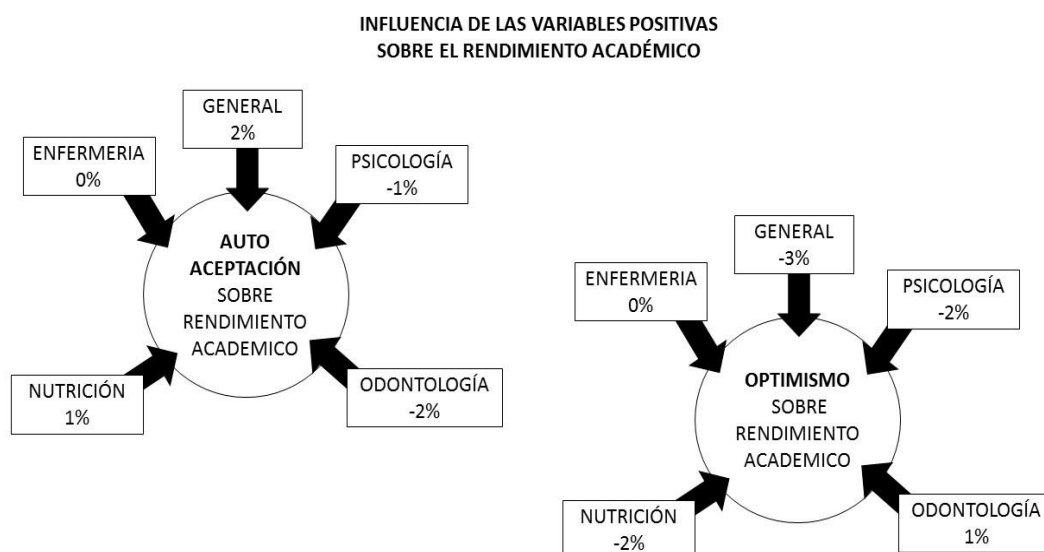 INFLUENCIA DE LAS VARIABLES POSITIVAS
SOBRE EL RENDIMIENTO ACADÉMICO
GENERAL
2%
ENFERMERIA
0%
PSICOLOGÍA
-1%
AUTO
ACEPTACIÓN
SOBRE
RENDIMIENTO
ACADEMICO
NUTRICIÓN
1%
ODONTOLOGÍA
-2%
GENERAL
-3%
ENFERMERIA
0%
PSICOLOGÍA
-2%
OPTIMISMO
SOBRE
RENDIMIENTO
ACADEMICO
NUTRICIÓN
-2%
ODONTOLOGÍA
1%